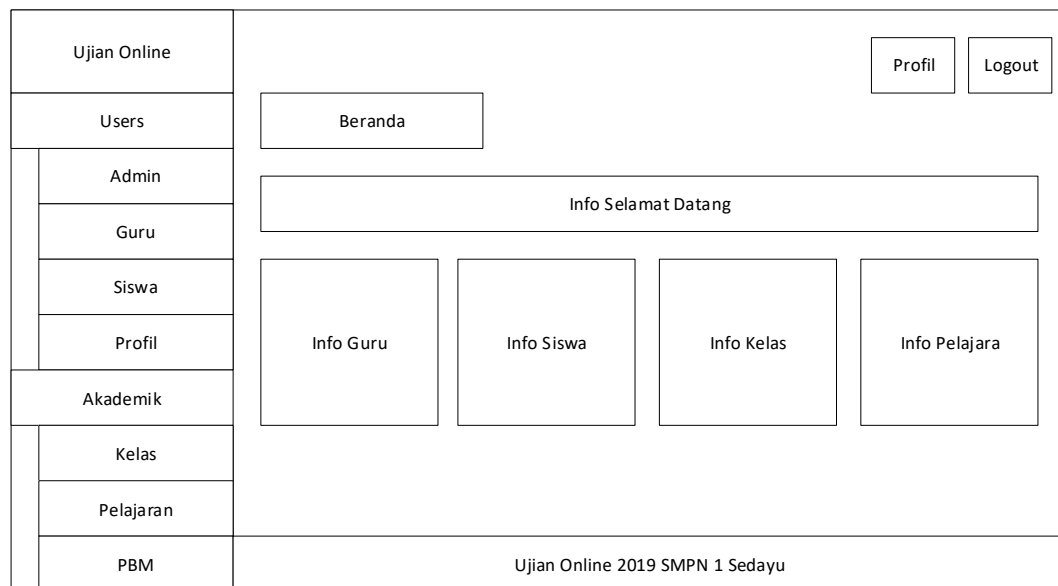 Ujian Online
Profil
Logout
Users
Beranda
Admin
Info Selamat Datang
Guru
Siswa
Profil
Info Guru
Info Siswa
Info Kelas
Info Pelajara
Akademik
Kelas
Pelajaran
PBM
Ujian Online 2019 SMPN 1 Sedayu